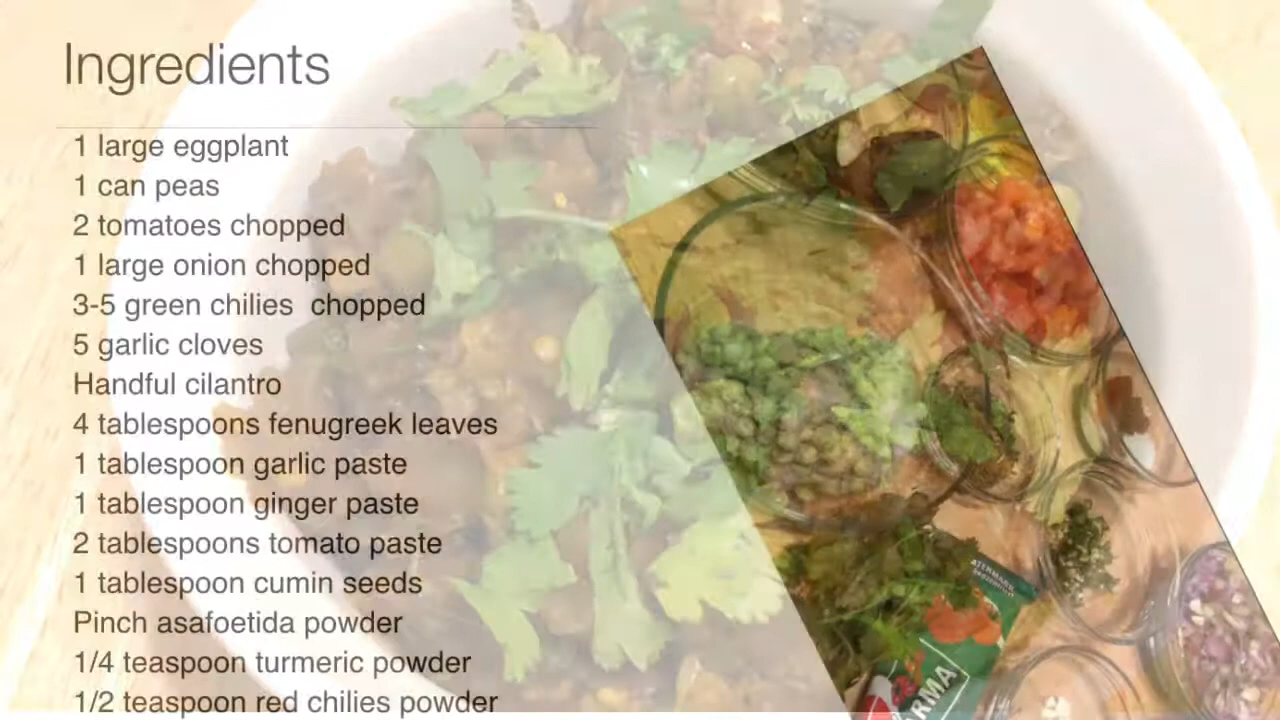 Ingredients
1 large eggplant
1 can peas
2 tomatoes chopped
1 large onion chopped
3-5 green chilies  chopped
5 garlic cloves
Handful cilantro
4 tablespoons fenugreek leaves
1 tablespoon garlic paste
1 tablespoon ginger paste
2 tablespoons tomato paste
1 tablespoon cumin seeds
Pinch asafoetida powder
1/4 teaspoon turmeric powder
1/2 teaspoon red chilies powder